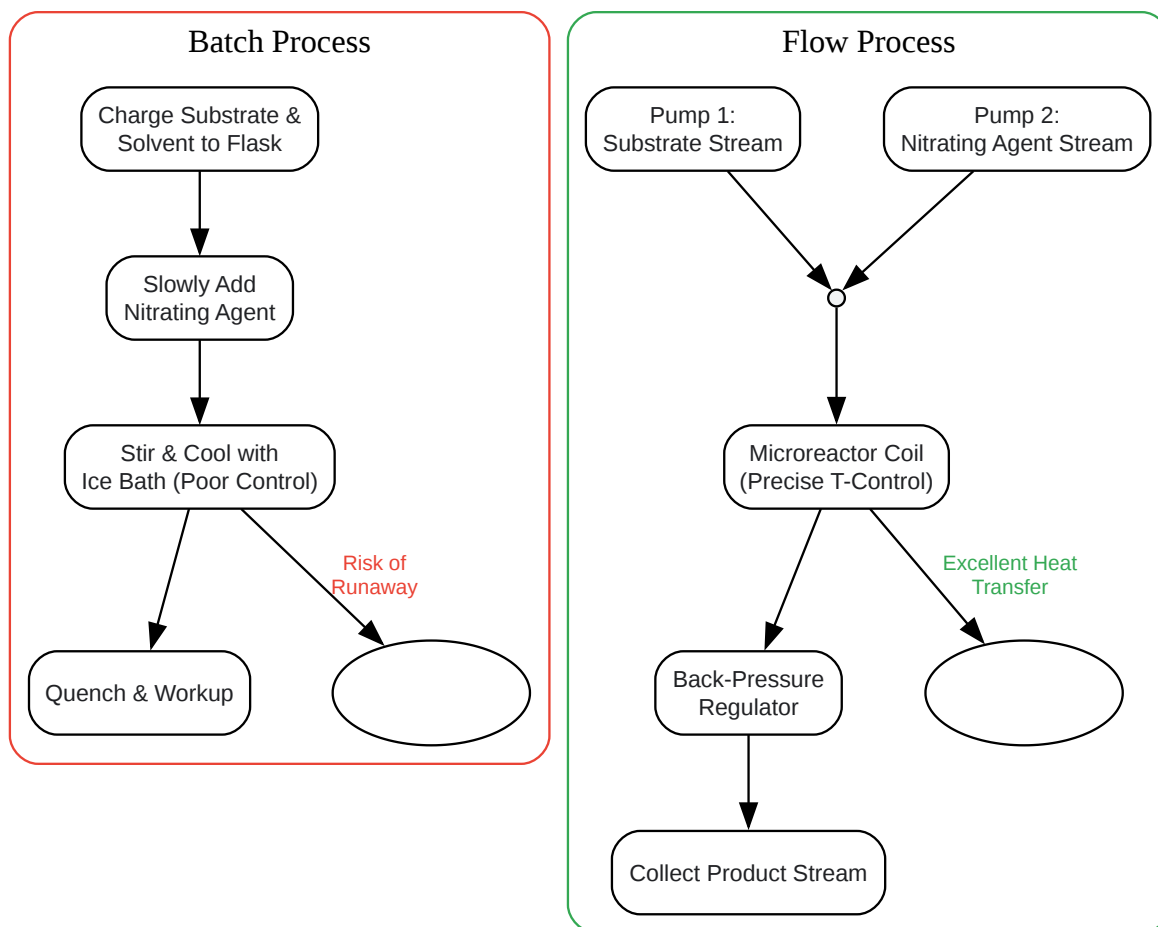 Batch Process
Charge Substrate &
Solvent to Flask
Slowly Add
Nitrating Agent
Stir & Cool with
Ice Bath (Poor Control)
Risk of
Runaway
Quench & Workup
Flow Process
Pump 1:
Substrate Stream
Pump 2:
Nitrating Agent Stream
Microreactor Coil
(Precise T-Control)
Excellent Heat
Transfer
Back-Pressure
Regulator
Collect Product Stream